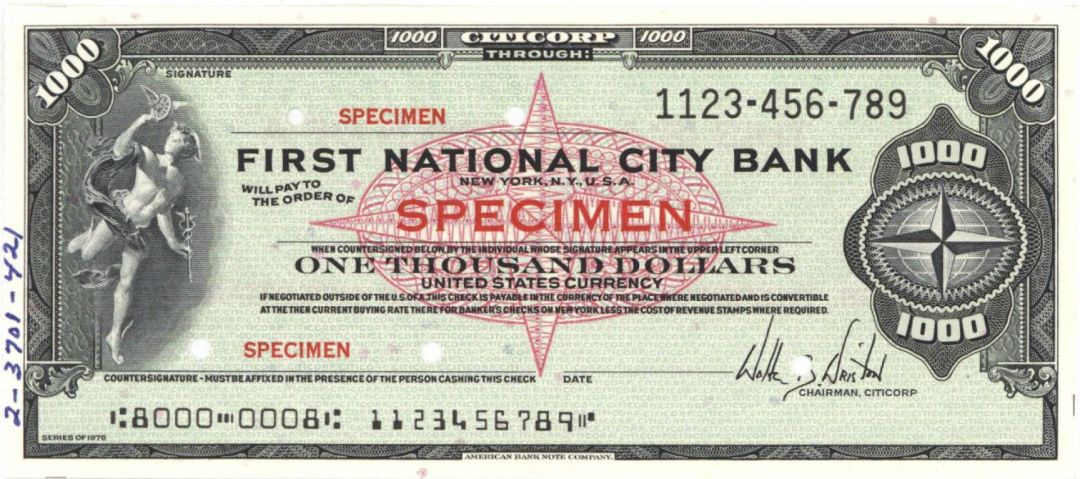 1000 CITICORP 1000
THROUGH:
1000
1000
SIGNATURE
1123-456-789
SPECIMEN
FIRST NATIONAL CITY BANK
NEW YORK, N.Y., U.S.A.
1000
WILL PAY TO
THE ORDER OF
SPECIMEN
WHEN COUNTERSIGNED BELOW BY THE INDIVIDUAL WHOSE SIGNATURE APPEARS IN THE UPPER LEFT CORNER
ONE THOUSAND DOLLARS
UNITED STATES CURRENCY
IF NEGOTIATED OUTSIDE OF THE U.S. OF A. THIS CHECK IS PAYABLE IN THE CURRENCY OF THE PLACE WHERE NEGOTIATED AND IS CONVERTIBLE
AT THE THEN CURRENT BUYING RATE THERE FOR BANKERS CHECKS ON NEW YORK LESS THE COST OF REVENUE STAMPS WHERE REQUIRED.
1000
SPECIMEN
Walter B. Wriston
COUNTERSIGNATURE - MUST BE AFFIXED IN THE PRESENCE OF THE PERSON CASHING THIS CHECK DATE
CHAIRMAN, CITICORP
⑆8000⑉0008⑆ 1123456789⑈
SERIES OF 1976
AMERICAN BANK NOTE COMPANY.
2-3701-421